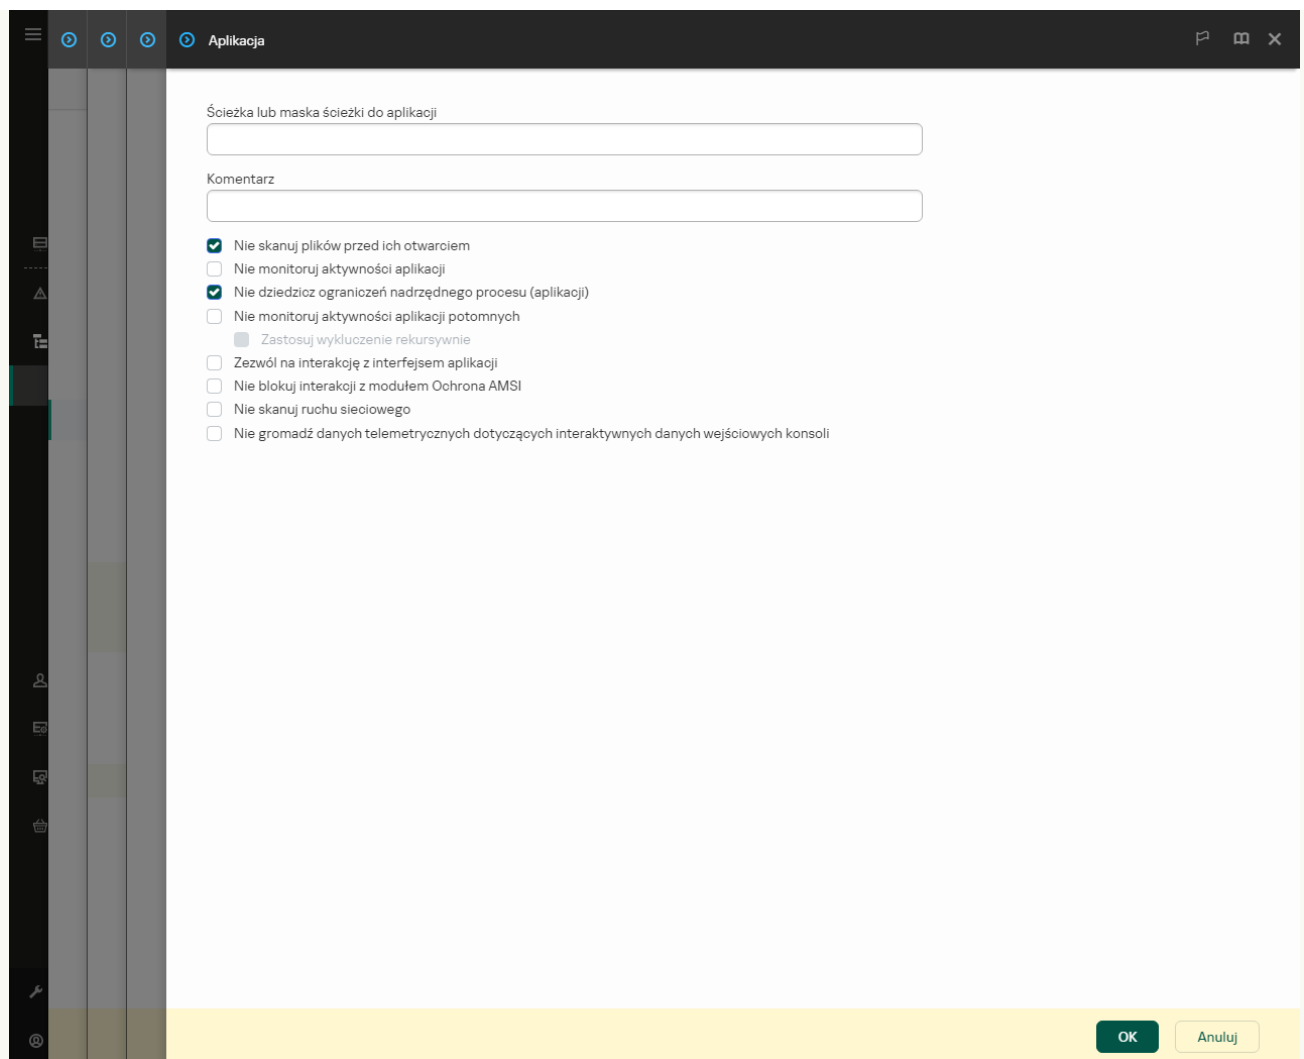 Aplikacja
Ścieżka lub maska ścieżki do aplikacji
Komentarz
Nie skanuj plików przed ich otwarciem
Nie monitoruj aktywności aplikacji
Nie dziedzicz ograniczeń nadrzędnego procesu (aplikacji)
Nie monitoruj aktywności aplikacji potomnych
Zastosuj wykluczenie rekursywnie
Zezwól na interakcję z interfejsem aplikacji
Nie blokuj interakcji z modułem Ochrona AMSI
Nie skanuj ruchu sieciowego
Nie gromadź danych telemetrycznych dotyczących interaktywnych danych wejściowych konsoli
OK
Anuluj